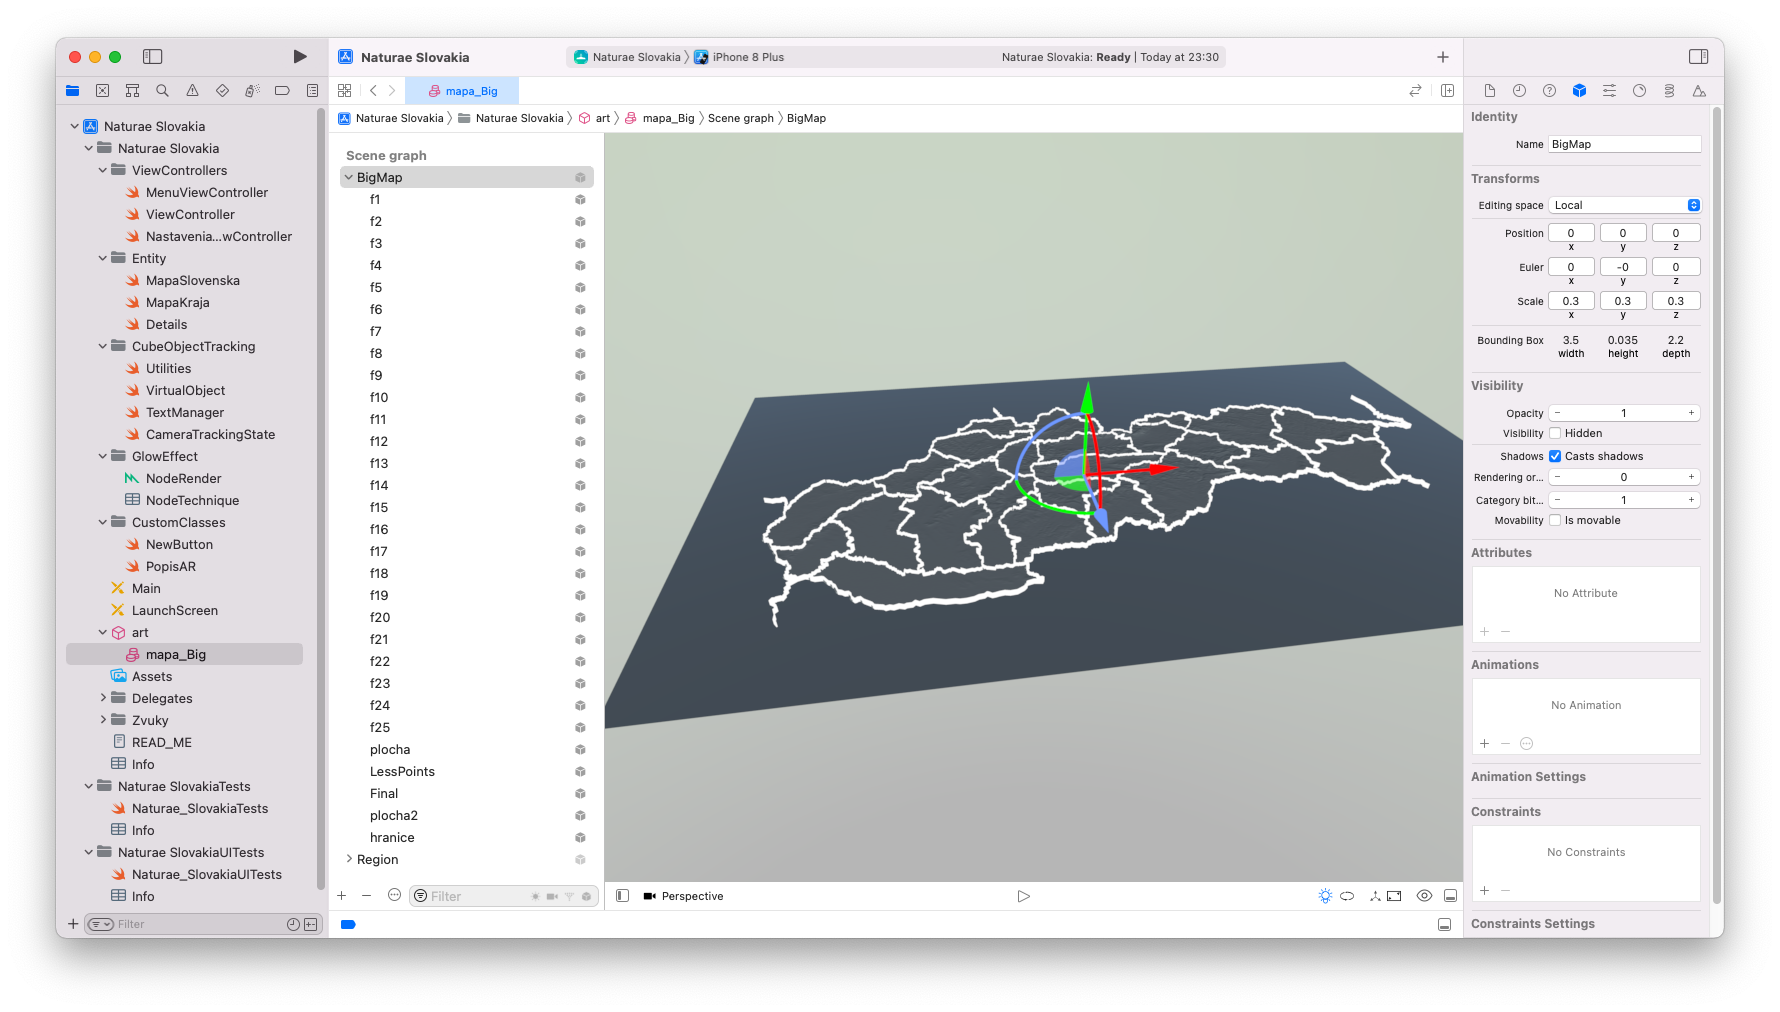 Naturae Slovakia
Naturae Slovakia
iPhone 8 Plus
Naturae Slovakia: Ready | Today at 23:30
mapa_Big
Naturae Slovakia
Naturae Slovakia
art
mapa_Big
Scene graph
BigMap
Naturae Slovakia
Naturae Slovakia
ViewControllers
MenuViewController
ViewController
Nastavenia...wController
Entity
MapaSlovenska
MapaKraja
Details
CubeObjectTracking
Utilities
VirtualObject
TextManager
CameraTrackingState
GlowEffect
NodeRender
NodeTechnique
CustomClasses
NewButton
PopisAR
Main
LaunchScreen
art
mapa_Big
Assets
Delegates
Zvuky
READ_ME
Info
Naturae SlovakiaTests
Naturae_SlovakiaTests
Info
Naturae SlovakiaUITests
Naturae_SlovakiaUITests
Info
Filter
Scene graph
BigMap
f1
f2
f3
f4
f5
f6
f7
f8
f9
f10
f11
f12
f13
f14
f15
f16
f17
f18
f19
f20
f21
f22
f23
f24
f25
plocha
LessPoints
Final
plocha2
hranice
Region
Filter
Perspective
Identity
Name BigMap
Transforms
Editing space Local
Position 0 0 0
x y z
Euler 0 -0 0
x y z
Scale 0.3 0.3 0.3
x y z
Bounding Box 3.5 0.035 2.2
width height depth
Visibility
Opacity − 1 +
Visibility Hidden
Shadows Casts shadows
Rendering or... − 0 +
Category bit... − 1 +
Movability Is movable
Attributes
No Attribute
Animations
No Animation
Animation Settings
Constraints
No Constraints
Constraints Settings